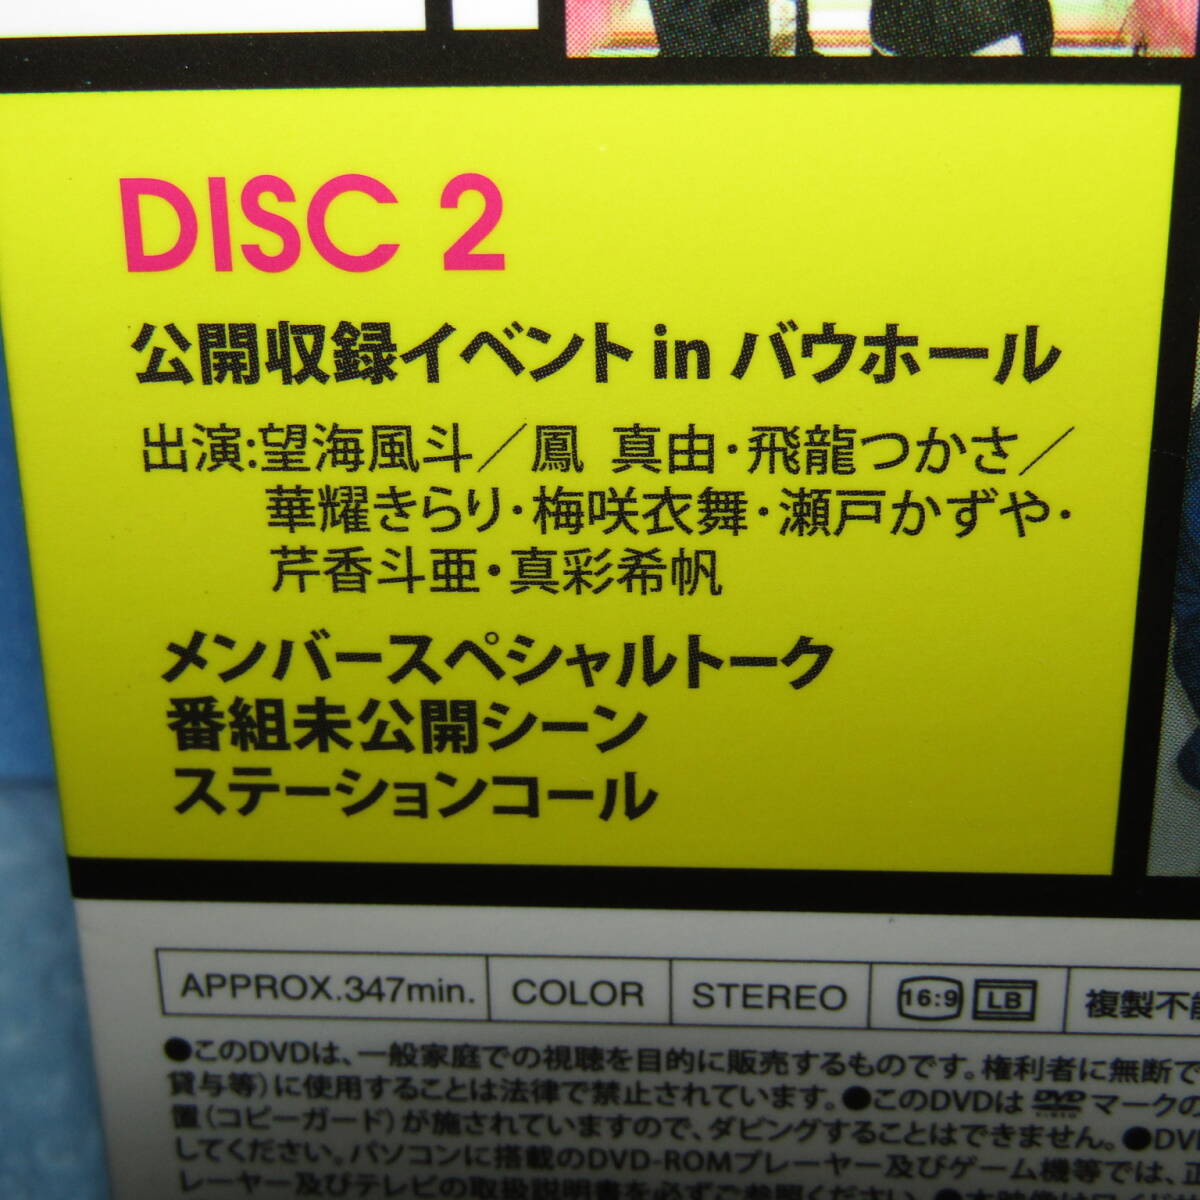 DISC 2
公開収録イベント in バウホール
出演:望海風斗／鳳 真由・飛龍つかさ／
華耀きらり・梅咲衣舞・瀬戸かずや・
芹香斗亜・真彩希帆
メンバースペシャルトーク
番組未公開シーン
ステーションコール
APPROX.347min. COLOR STEREO 16:9 LB 複製不能
●このDVDは、一般家庭での視聴を目的に販売するものです。権利者に無断で
貸与等)に使用することは法律で禁止されています。●このDVDは DVD VIDEO マークの
置(コピーガード)が施されていますので、ダビングすることはできません。●DV
してください。パソコンに搭載のDVD-ROMプレーヤー及びゲーム機等では、正
レーヤー及びテレビの取扱説明書を必ずご参照ください。